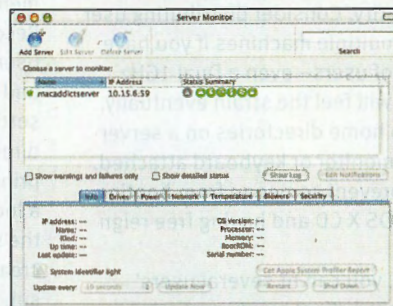 Server Monitor
Add Server Edit Server Delete Server
Search
Choose a server to monitor:
Name IP Address Status Summary
macaddictserver 10.15.6.59
Show warnings and failures only Show detailed status Show Log Edit Notifications
Info Drives Power Network Temperature Blowers Security
IP address: --
Name: --
Kind: --
Up time: --
Last update: --
OS version: --
Processor: --
Memory: --
BootROM: --
Serial number: --
System identifier light
Get Apple System Profiler Report
Update every 10 seconds Update Now Restart Shut Down